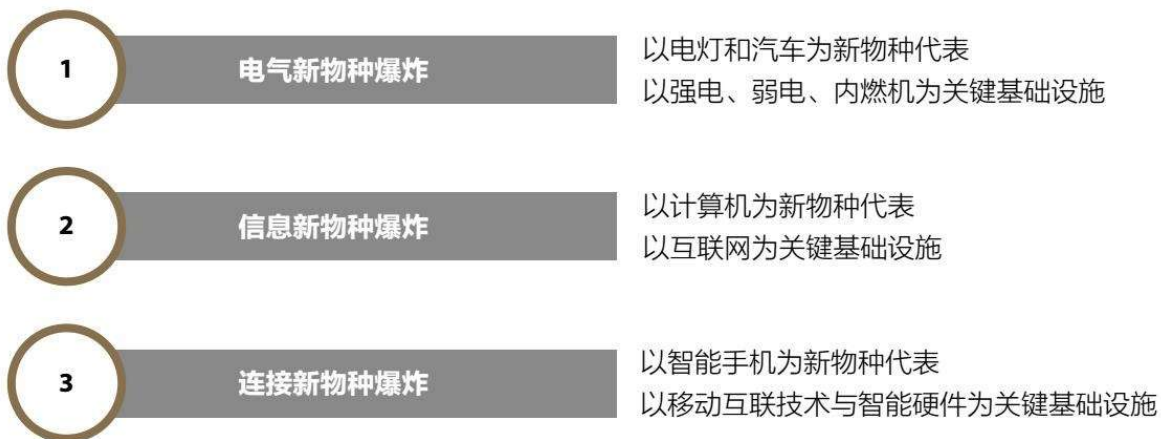 1
电气新物种爆炸
以电灯和汽车为新物种代表
以强电、弱电、内燃机为关键基础设施
2
信息新物种爆炸
以计算机为新物种代表
以互联网为关键基础设施
3
连接新物种爆炸
以智能手机为新物种代表
以移动互联技术与智能硬件为关键基础设施